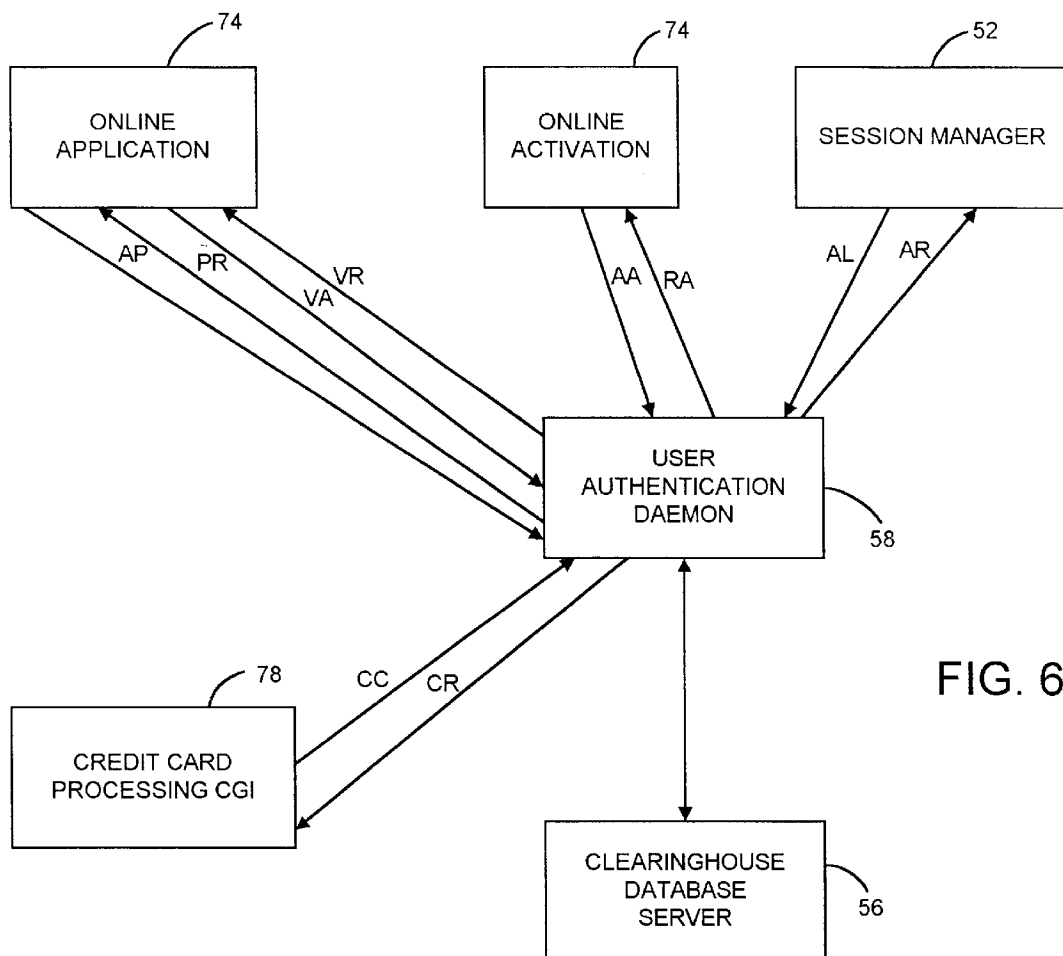 74
74
52
ONLINE
APPLICATION
ONLINE
ACTIVATION
SESSION MANAGER
AP
PR
VA
VR
AA
RA
AL
AR
USER
AUTHENTICATION
DAEMON
58
78
CC
CR
FIG. 6
CREDIT CARD
PROCESSING CGI
CLEARINGHOUSE
DATABASE
SERVER
56